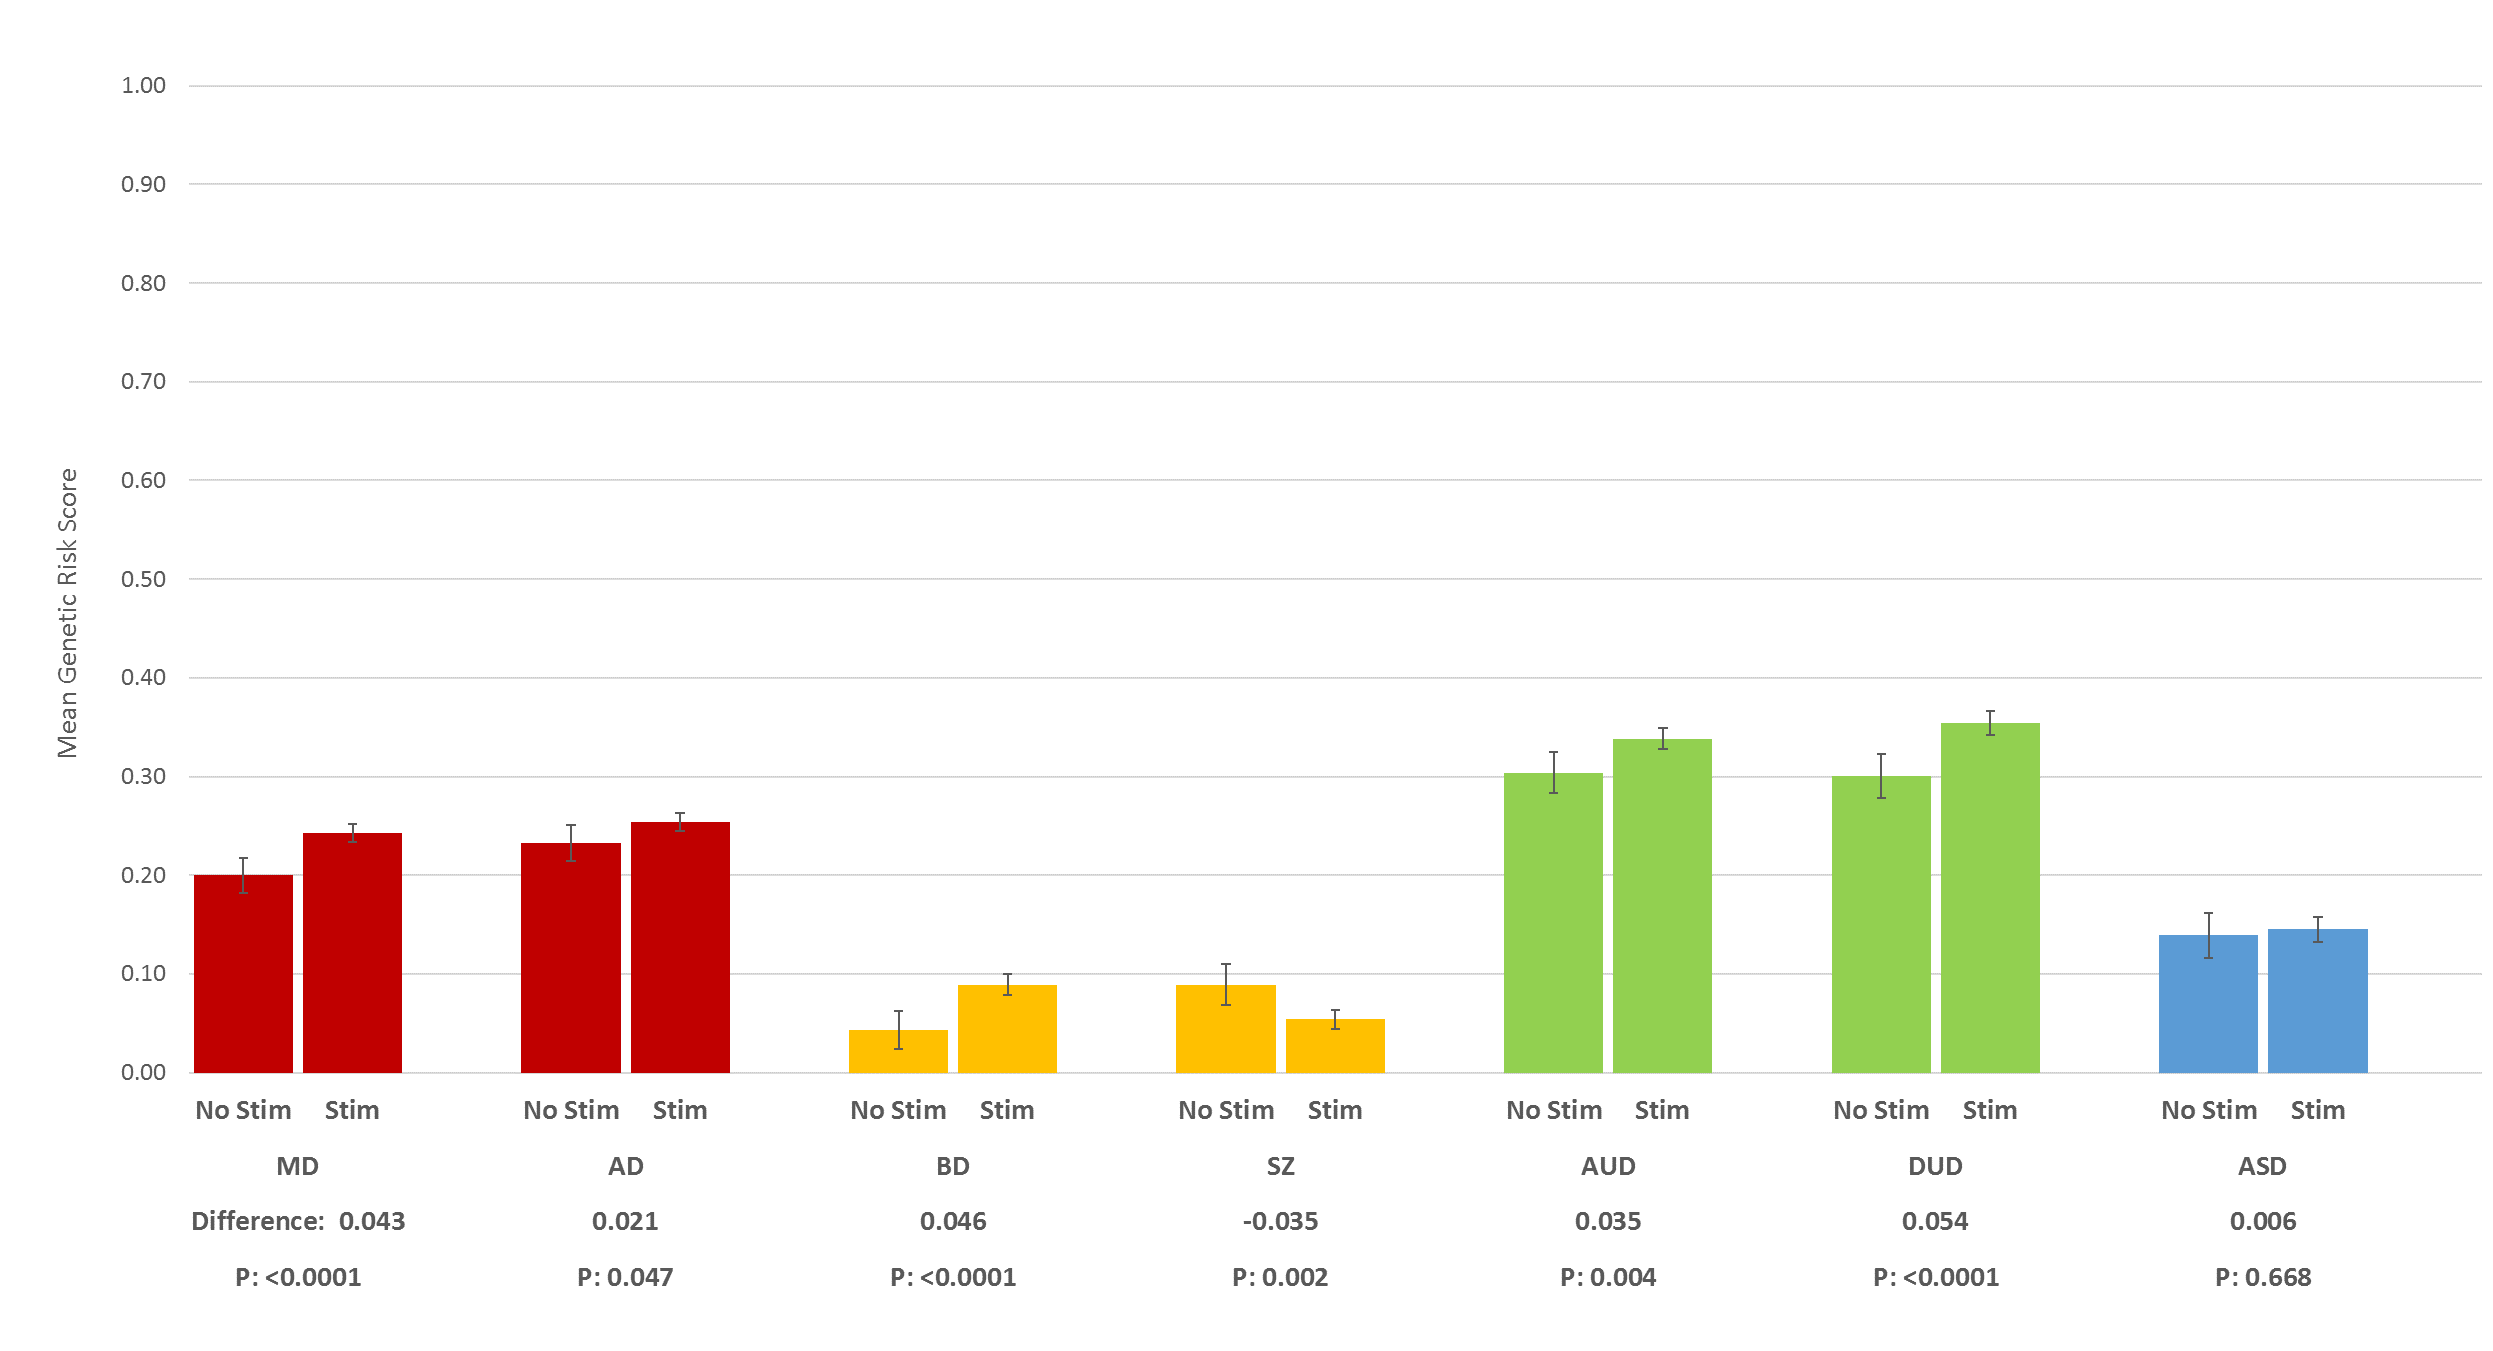 1.00
0.90
0.80
0.70
0.60
0.50
0.40
0.30
0.20
0.10
0.00
Mean Genetic Risk Score
No Stim Stim No Stim Stim No Stim Stim No Stim Stim No Stim Stim No Stim Stim No Stim Stim
MD AD BD SZ AUD DUD ASD
Difference: 0.043 0.021 0.046 -0.035 0.035 0.054 0.006
P: <0.0001 P: 0.047 P: <0.0001 P: 0.002 P: 0.004 P: <0.0001 P: 0.668